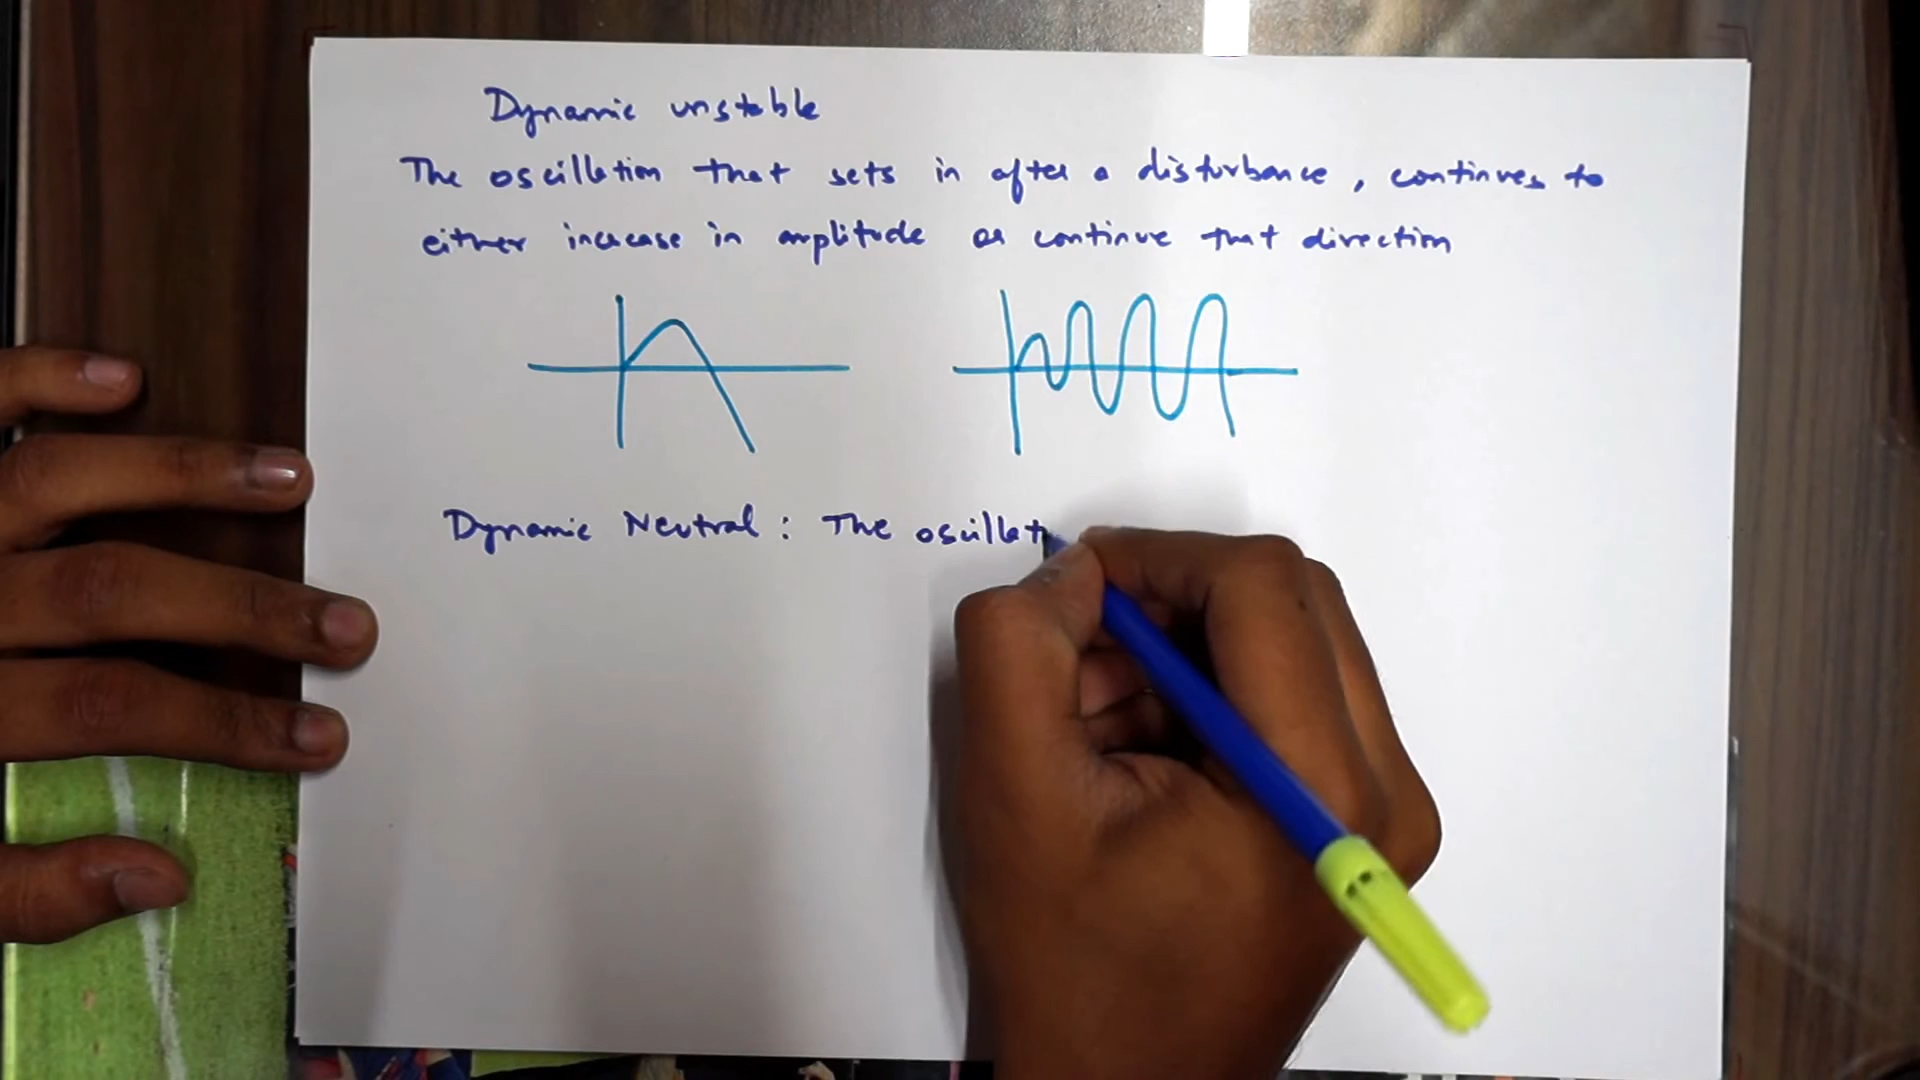 Dynamic unstable
The oscillation that sets in after a disturbance, continues to
either increase in amplitude or continue that direction
Dynamic Neutral : The oscillat